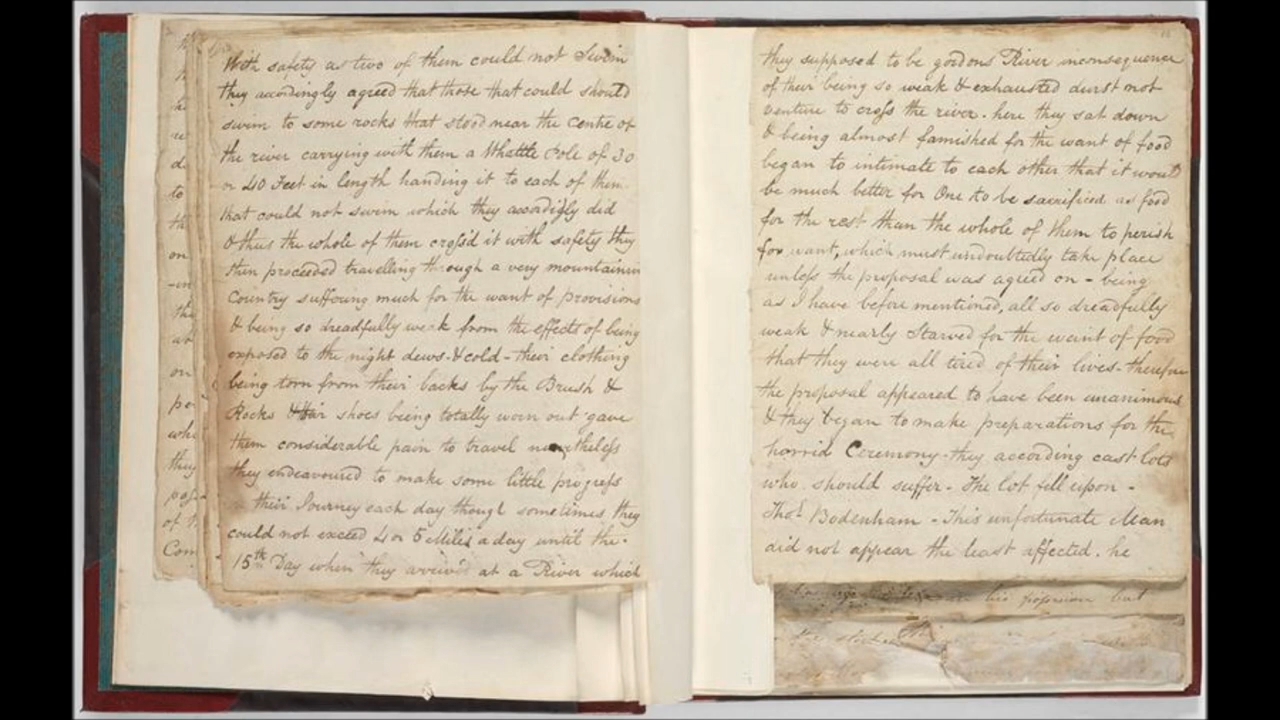 With safety as two of them could not Swim
they accordingly agreed that those that could should
swim to some rocks that stood near the Centre of
the river carrying with them a Whattle Pole of 30
or 40 Feet in length handing it to each of them
that could not swim which they accordigly did
& thus the whole of them crossd it with safety they
then proceeded travelling through a very mountainiu
Country suffering much for the want of provisions
& being so dreadfully weak from the effects of being
exposed to the night dews & cold - their clothing
being torn from their backs by the Brush &
Rocks & their shoes being totally worn out gave
them considerable pain to travel nevertheless
they endeavoured to make some little progress
their Journey each day though sometimes they
could not exceed 4 or 5 Miles a day until the
15th Day when they arrived at a River which
they supposed to be gordons River inconsequence
of their being so weak & exhausted durst not
venture to cross the river. here they sat down
& being almost famished for the want of food
began to intimate to each other that it would
be much better for One to be sacrificed as food
for the rest than the whole of them to perish
for want, which must undoubtedly take place
unless the proposal was agreed on - being
as I have before mentioned, all so dreadfully
weak & nearly Starved for the want of food
that they were all tired of their lives - therefore
the proposal appeared to have been unanimous
& they began to make preparations for the
horrid Ceremony - they according cast lots
who should suffer - The lot fell upon -
Thos. Bodenham - This unfortunate Man
did not appear the least affected. he
his possession but